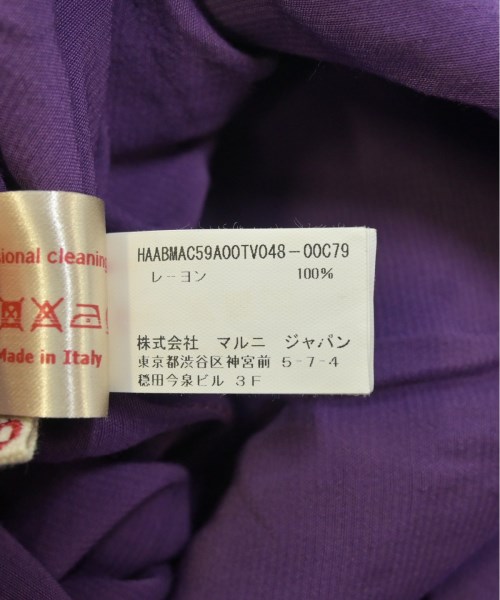 sional cleaning
Made in Italy
HAABMAC59A00TV048-00C79
レーヨン 100%
株式会社 マルニ ジャパン
東京都渋谷区神宮前 5-7-4
穏田今泉ビル 3F